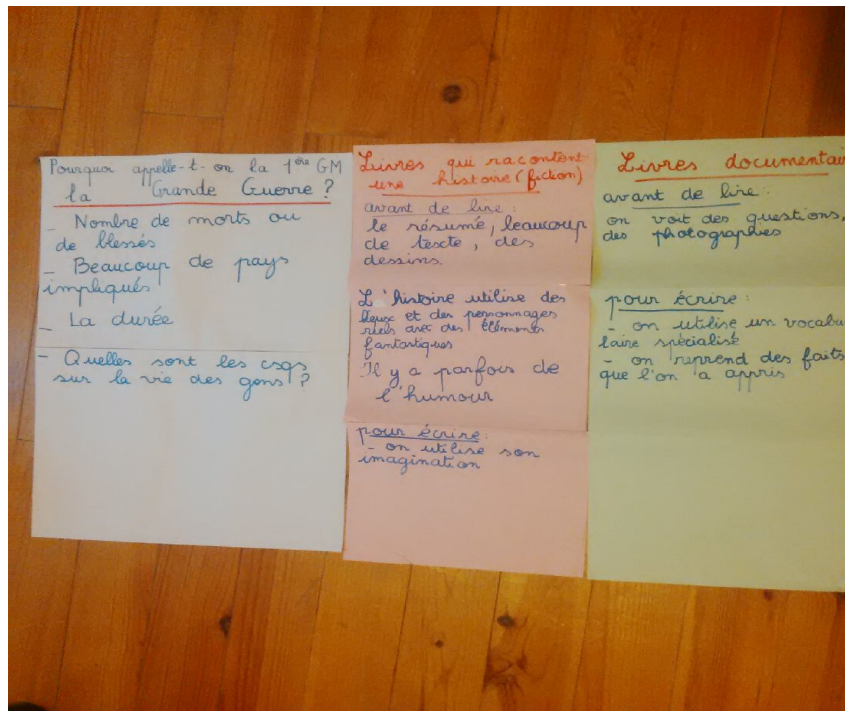 Pourquoi appelle-t-on la 1ère GM
la Grande Guerre ?
_ Nombre de morts ou
de blessés
_ Beaucoup de pays
impliqués
_ La durée
- Quelles sont les csqs
sur la vie des gens ?
Livres qui racontent
une histoire (fiction)
avant de lire :
le résumé, beaucoup
de texte, des
dessins.
L'histoire utilise des
lieux et des personnages
réels avec des éléments
fantastiques
Il y a parfois de
l'humour
pour écrire :
- on utilise son
imagination
Livres documentai
avant de lire :
on voit des questions,
des photographies
pour écrire :
- on utilise un vocabu
laire spécialisé
- on reprend des faits
que l'on a appris